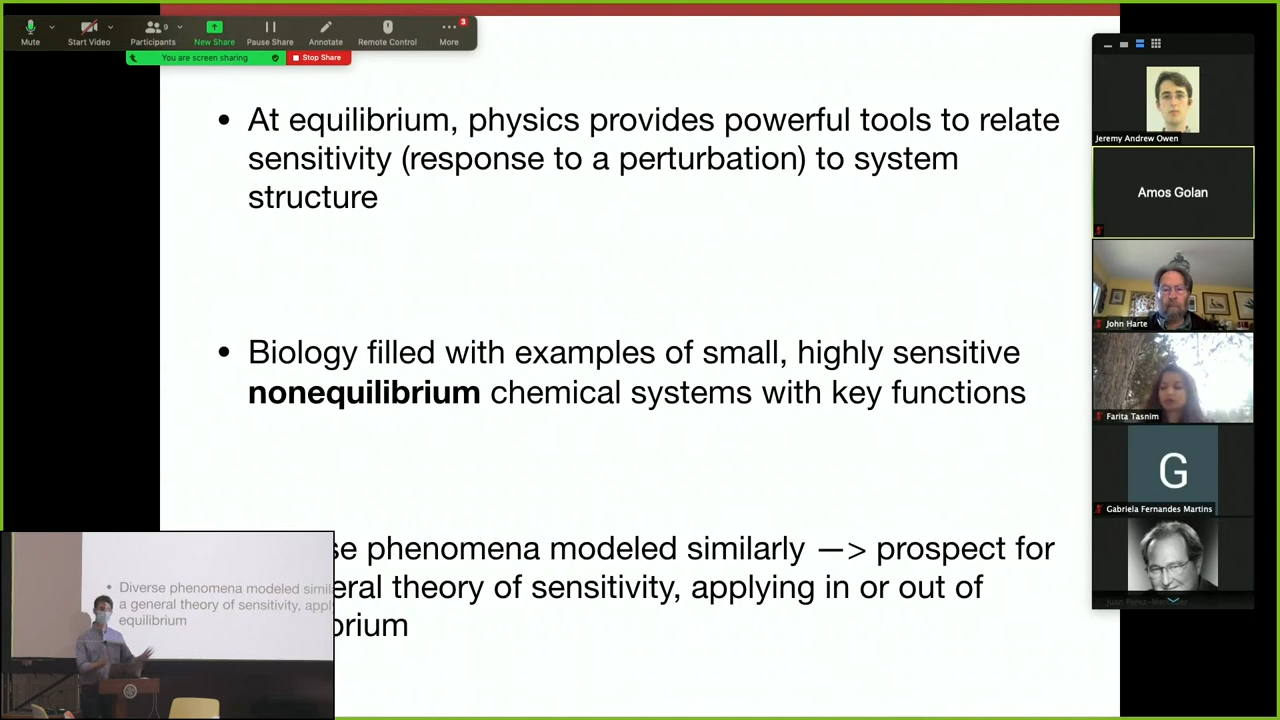 Mute
Start Video
Participants
9
New Share
Pause Share
Annotate
Remote Control
More
3
You are screen sharing
Stop Share
• At equilibrium, physics provides powerful tools to relate
sensitivity (response to a perturbation) to system
structure
• Biology filled with examples of small, highly sensitive
nonequilibrium chemical systems with key functions
se phenomena modeled similarly —> prospect for
eral theory of sensitivity, applying in or out of
brium
• Diverse phenomena modeled simil
a general theory of sensitivity, appl
equilibrium
Jeremy Andrew Owen
Amos Golan
John Harte
Farita Tasnim
G
Gabriela Fernandes Martins